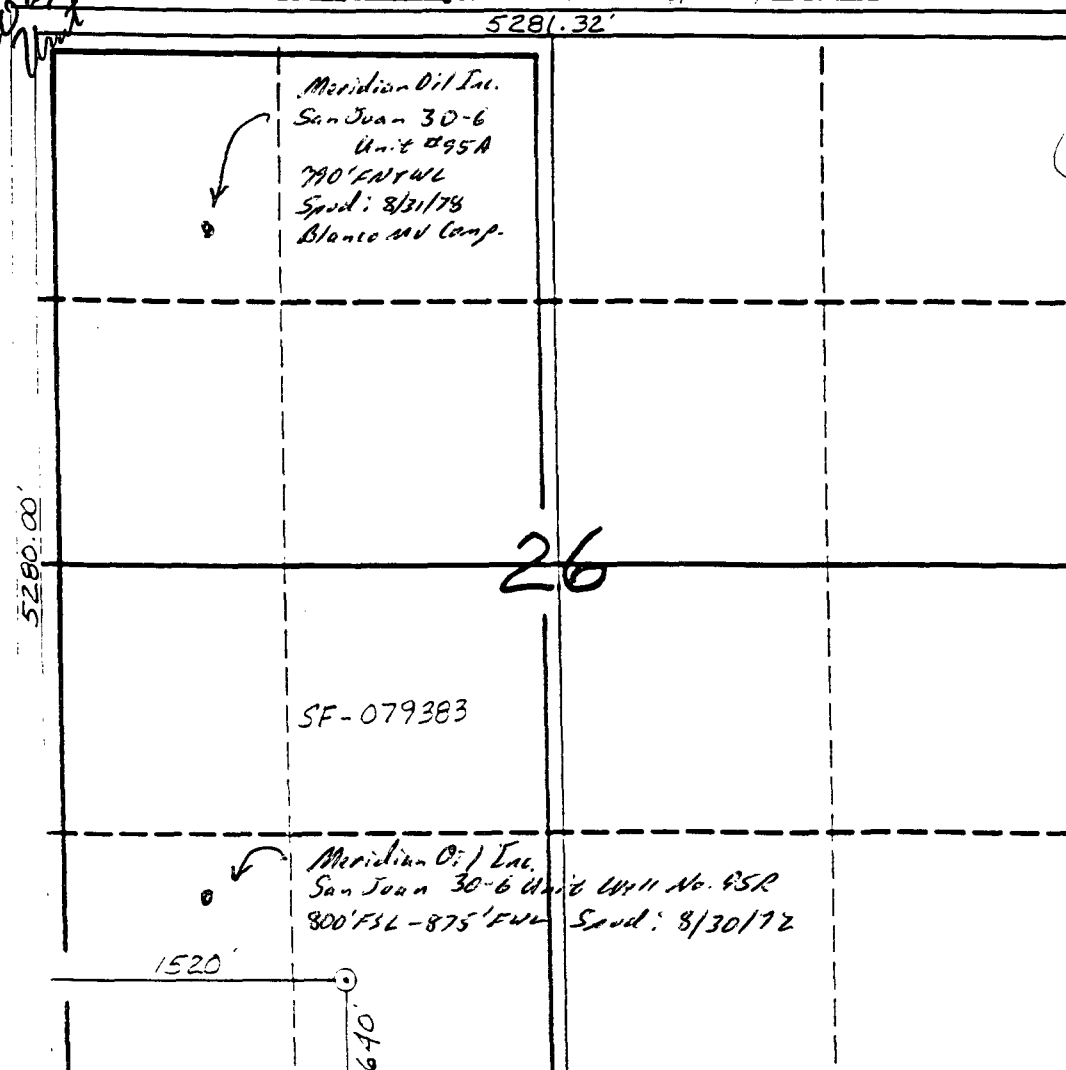 5281.32'
Meridian Oil Inc.
San Juan 30-6
Unit #95A
790' FN&WL
Spud: 8/31/78
Blanco MV Comp.
5280.00'
26
SF-079383
Meridian Oil Inc.
San Juan 30-6 Unit Well No. 95R
800'FSL-875'FWL Spud: 8/30/72
1520'
640'